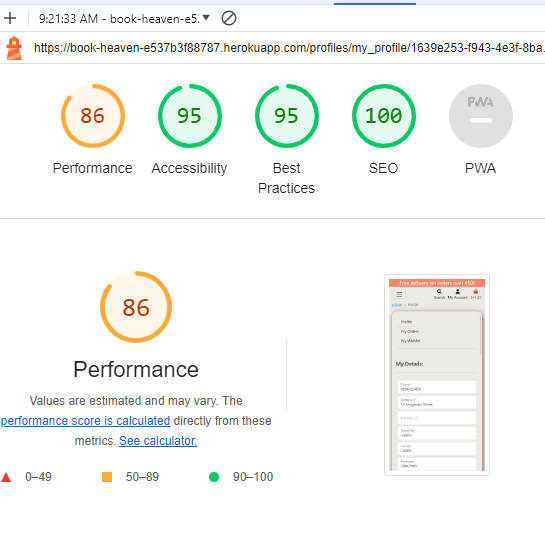 9:21:33 AM - book-heaven-e5
https://book-heaven-e537b3f88787.herokuapp.com/profiles/my_profile/1639e253-f943-4e3f-8ba
86
95
95
100
PWA
Performance
Accessibility
Best
Practices
SEO
PWA
86
Performance
Values are estimated and may vary. The
performance score is calculated directly from these
metrics. See calculator.
0–49
50–89
90–100
Free delivery on orders over €50!
Search
My Account
Profile
Profile
My Orders
My Wishlist
My Details: